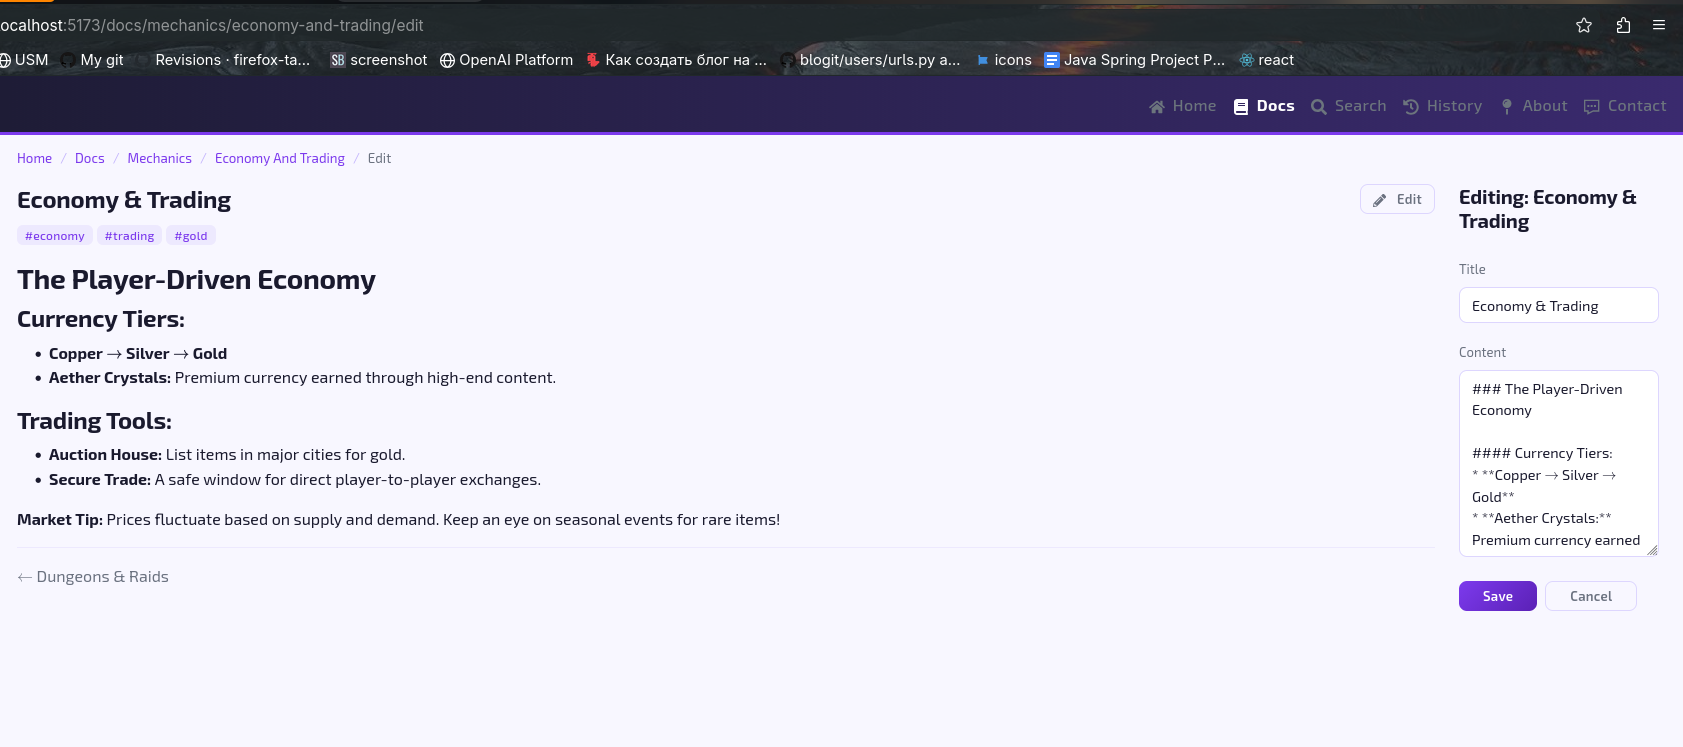 ocalhost:5173/docs/mechanics/economy-and-trading/edit
USM My git Revisions · firefox-ta... SB screenshot OpenAI Platform Как создать блог на ... blogit/users/urls.py a... icons Java Spring Project P... react
Home Docs Search History About Contact
Home / Docs / Mechanics / Economy And Trading / Edit
Economy & Trading
Edit
#economy #trading #gold
The Player-Driven Economy
Currency Tiers:
• Copper → Silver → Gold
• Aether Crystals: Premium currency earned through high-end content.
Trading Tools:
• Auction House: List items in major cities for gold.
• Secure Trade: A safe window for direct player-to-player exchanges.
Market Tip: Prices fluctuate based on supply and demand. Keep an eye on seasonal events for rare items!
← Dungeons & Raids
Editing: Economy &
Trading
Title
Economy & Trading
Content
### The Player-Driven
Economy
#### Currency Tiers:
* **Copper → Silver →
Gold**
* **Aether Crystals:**
Premium currency earned
Save Cancel